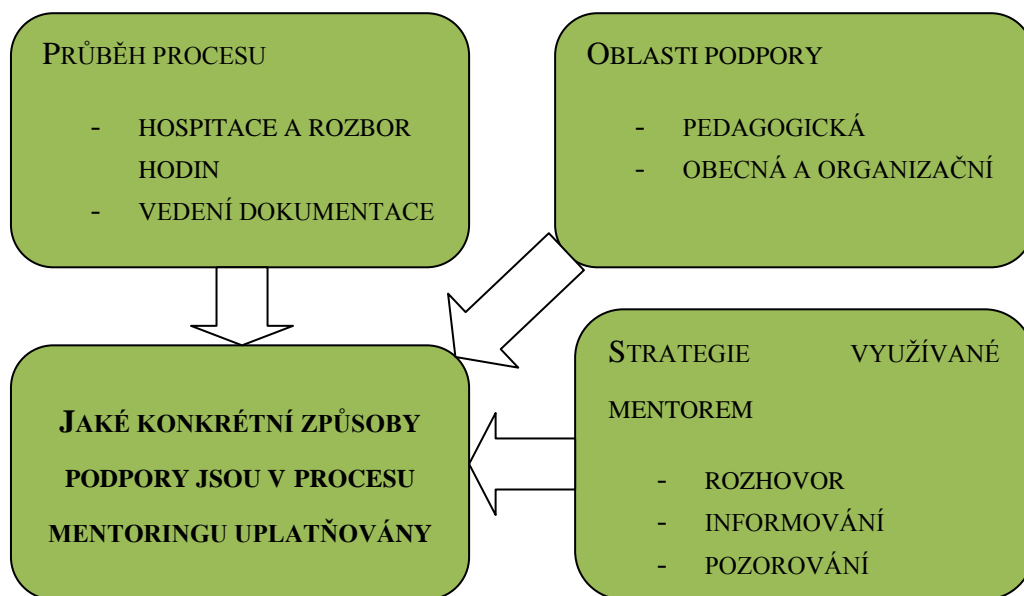 PRŮBĚH PROCESU
- HOSPITACE A ROZBOR
HODIN
- VEDENÍ DOKUMENTACE
OBLASTI PODPORY
- PEDAGOGICKÁ
- OBECNÁ A ORGANIZAČNÍ
JAKÉ KONKRÉTNÍ ZPŮSOBY
PODPORY JSOU V PROCESU
MENTORINGU UPLATŇOVÁNY
STRATEGIE VYUŽÍVANÉ
MENTOREM
- ROZHOVOR
- INFORMOVÁNÍ
- POZOROVÁNÍ